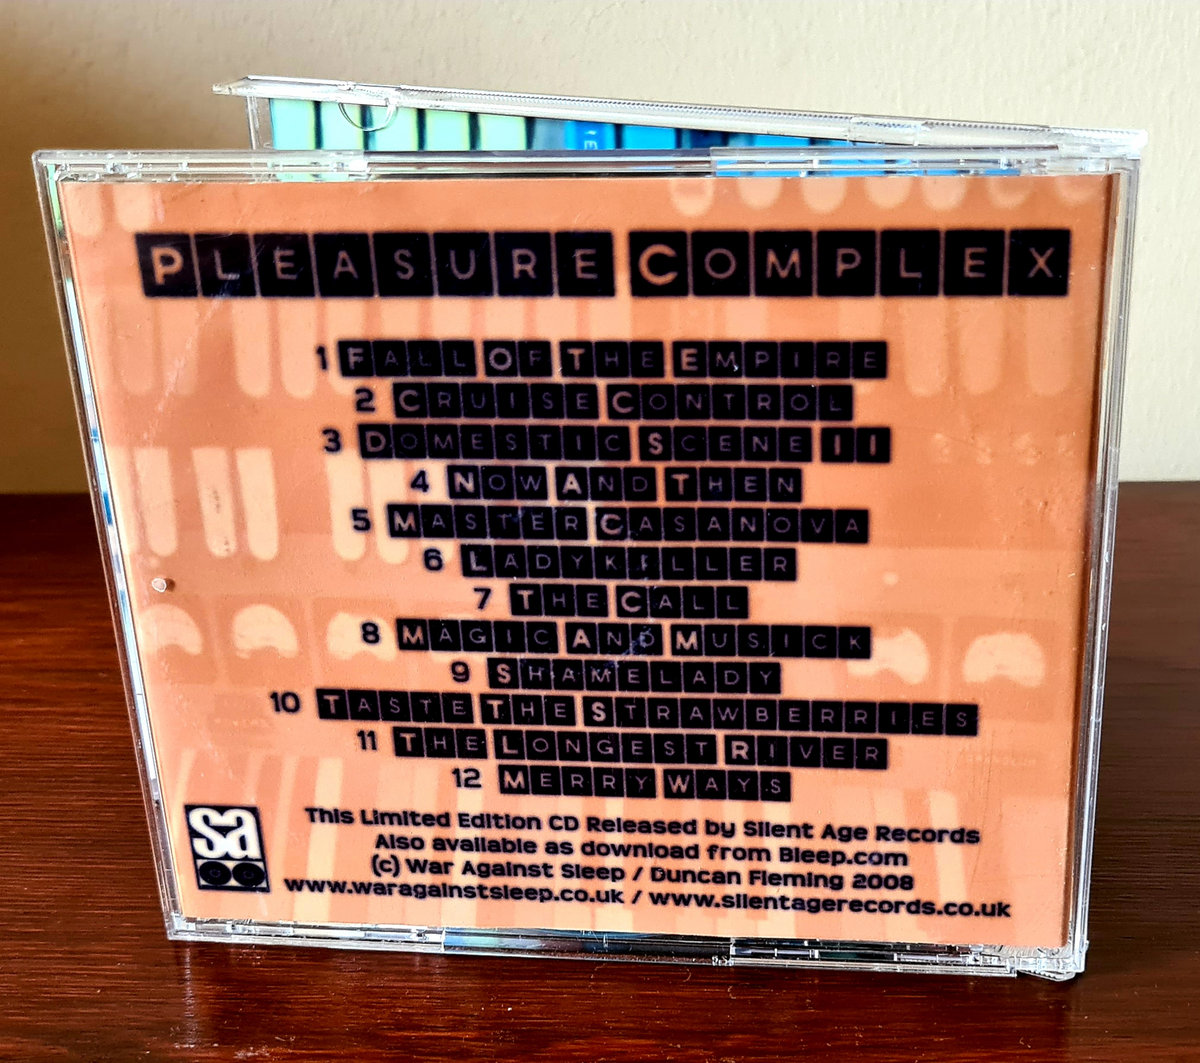 PLEASURE COMPLEX
1 FALL OF THE EMPIRE
2 CRUISE CONTROL
3 DOMESTIC SCENE II
4 NOW AND THEN
5 MASTER CASANOVA
6 LADYKILLER
7 THE CALL
8 MAGIC AND MUSICK
9 SHAMELADY
10 TASTE THE STRAWBERRIES
11 THE LONGEST RIVER
12 MERRY WAYS
sa
This Limited Edition CD Released by Silent Age Records
Also available as download from Bleep.com
(c) War Against Sleep / Duncan Fleming 2008
www.waragainstsleep.co.uk / www.silentagerecords.co.uk